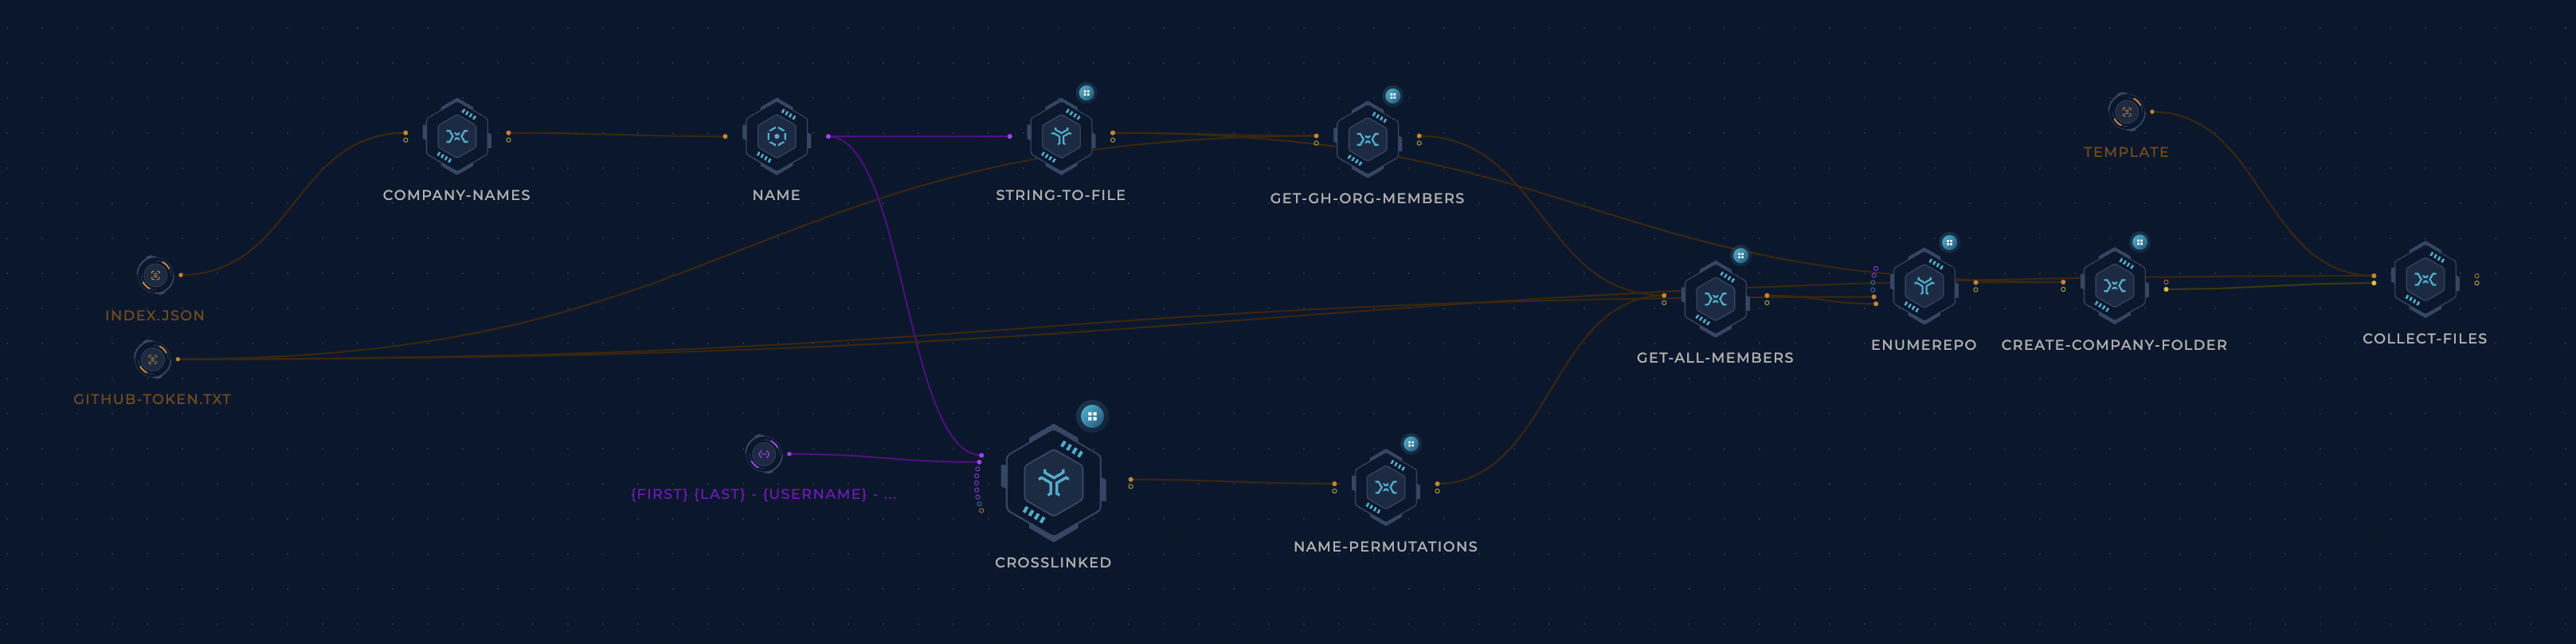 TEMPLATE
COMPANY-NAMES
NAME
STRING-TO-FILE
GET-GH-ORG-MEMBERS
INDEX.JSON
GITHUB-TOKEN.TXT
GET-ALL-MEMBERS
ENUMEREPO
CREATE-COMPANY-FOLDER
COLLECT-FILES
{FIRST} {LAST} - {USERNAME} - ...
CROSSLINKED
NAME-PERMUTATIONS